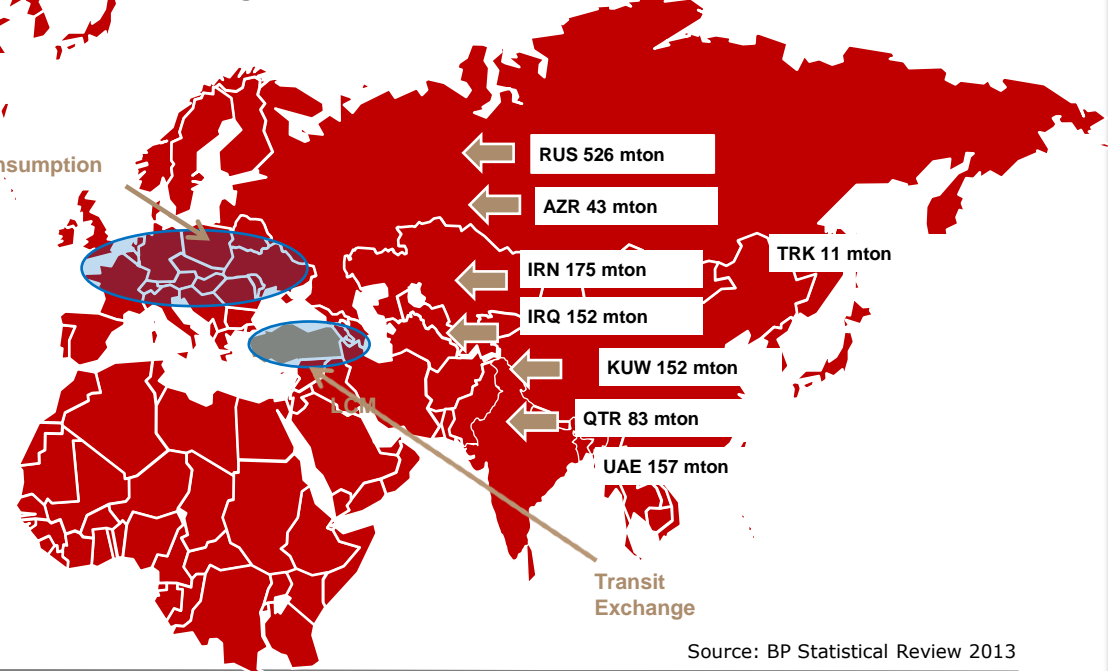 nsumption
RUS 526 mton
AZR 43 mton
TRK 11 mton
IRN 175 mton
IRQ 152 mton
KUW 152 mton
LCM
QTR 83 mton
UAE 157 mton
Transit
Exchange
Source: BP Statistical Review 2013